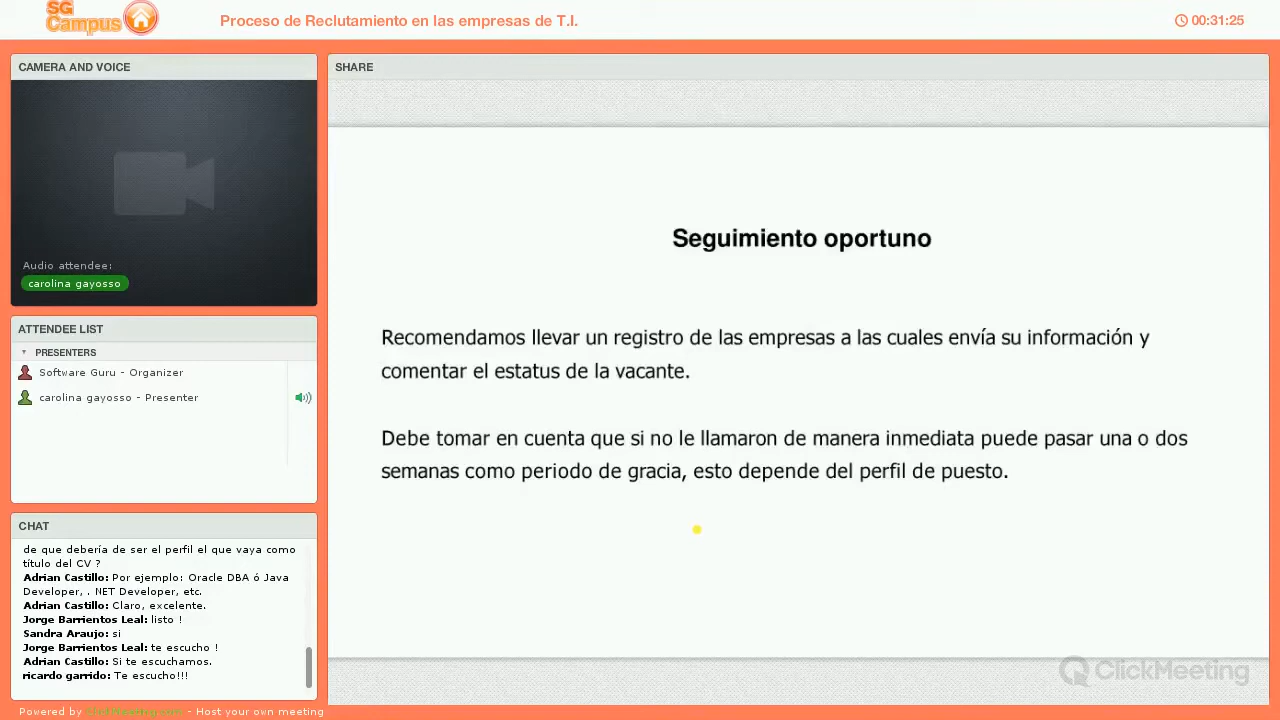 SG
Campus
Proceso de Reclutamiento en las empresas de T.I.
00:31:25
CAMERA AND VOICE
Audio attendee:
carolina gayosso
ATTENDEE LIST
PRESENTERS
Software Guru - Organizer
carolina gayosso - Presenter
CHAT
de que debería de ser el perfil el que vaya como
título del CV ?
Adrian Castillo: Por ejemplo: Oracle DBA ó Java
Developer, . NET Developer, etc.
Adrian Castillo: Claro, excelente.
Jorge Barrientos Leal: listo !
Sandra Araujo: si
Jorge Barrientos Leal: te escucho !
Adrian Castillo: Si te escuchamos.
ricardo garrido: Te escucho!!!
Powered by ClickMeeting.com - Host your own meeting
SHARE
Seguimiento oportuno
Recomendamos llevar un registro de las empresas a las cuales envía su información y
comentar el estatus de la vacante.
Debe tomar en cuenta que si no le llamaron de manera inmediata puede pasar una o dos
semanas como periodo de gracia, esto depende del perfil de puesto.
ClickMeeting